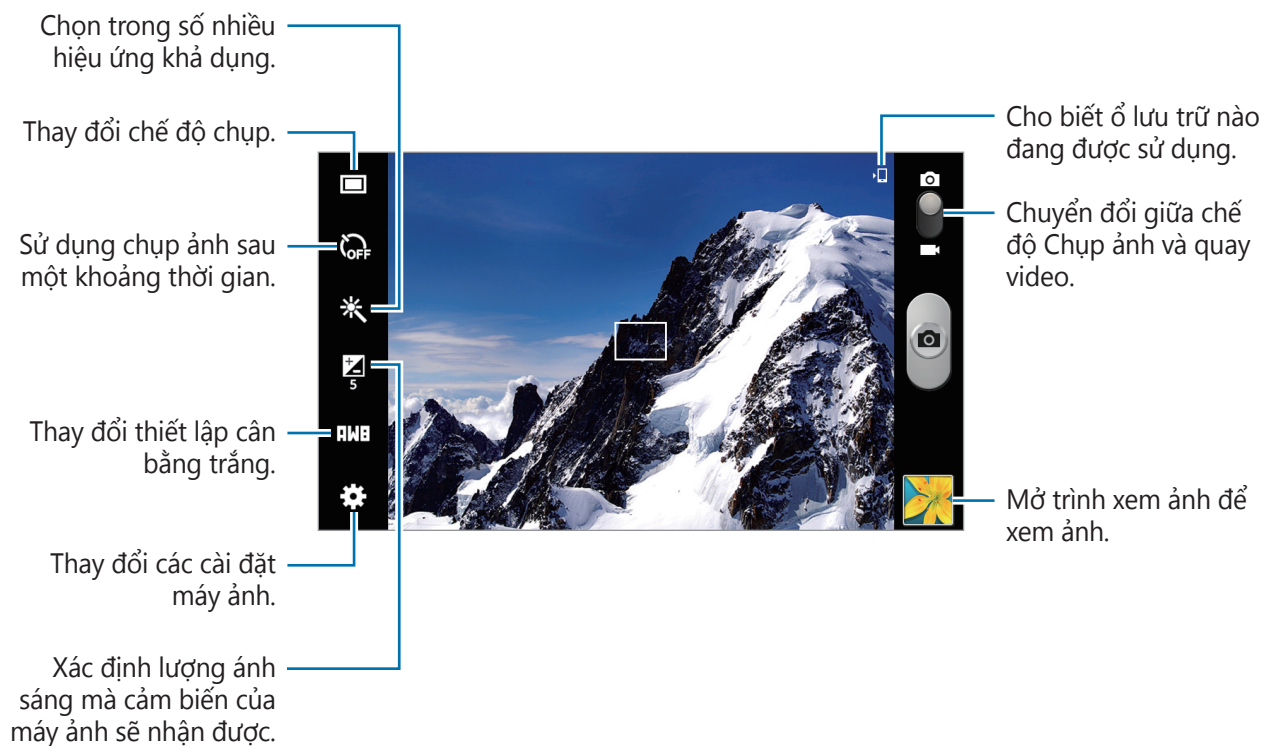 Chọn trong số nhiều
hiệu ứng khả dụng.
Thay đổi chế độ chụp.
Sử dụng chụp ảnh sau
một khoảng thời gian.
Thay đổi thiết lập cân
bằng trắng.
Thay đổi các cài đặt
máy ảnh.
Xác định lượng ánh
sáng mà cảm biến của
máy ảnh sẽ nhận được.
OFF
5
AWB
Cho biết ổ lưu trữ nào
đang được sử dụng.
Chuyển đổi giữa chế
độ Chụp ảnh và quay
video.
Mở trình xem ảnh để
xem ảnh.